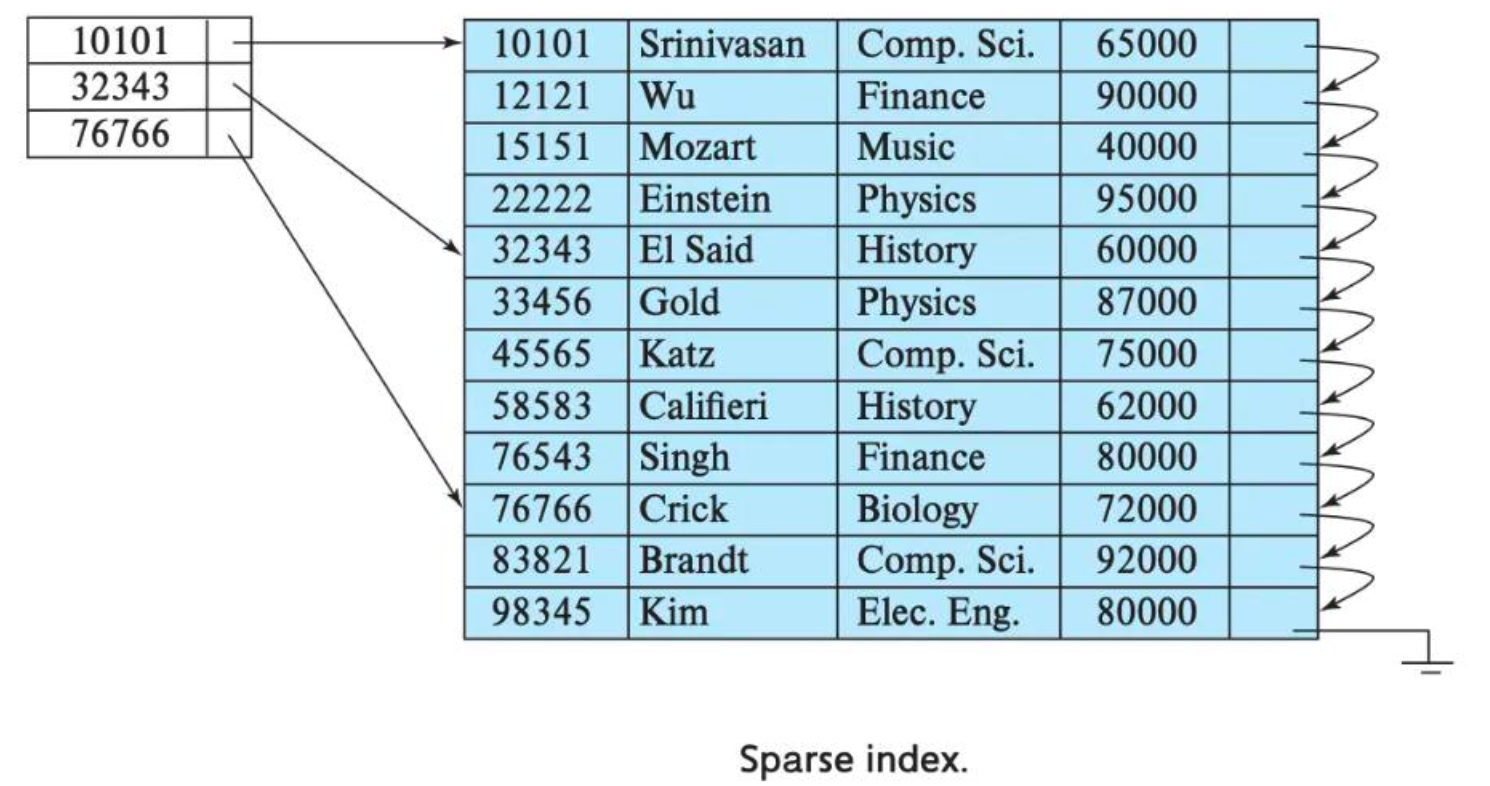 10101
32343
76766
10101 Srinivasan Comp. Sci. 65000
12121 Wu Finance 90000
15151 Mozart Music 40000
22222 Einstein Physics 95000
32343 El Said History 60000
33456 Gold Physics 87000
45565 Katz Comp. Sci. 75000
58583 Califieri History 62000
76543 Singh Finance 80000
76766 Crick Biology 72000
83821 Brandt Comp. Sci. 92000
98345 Kim Elec. Eng. 80000
Sparse index.